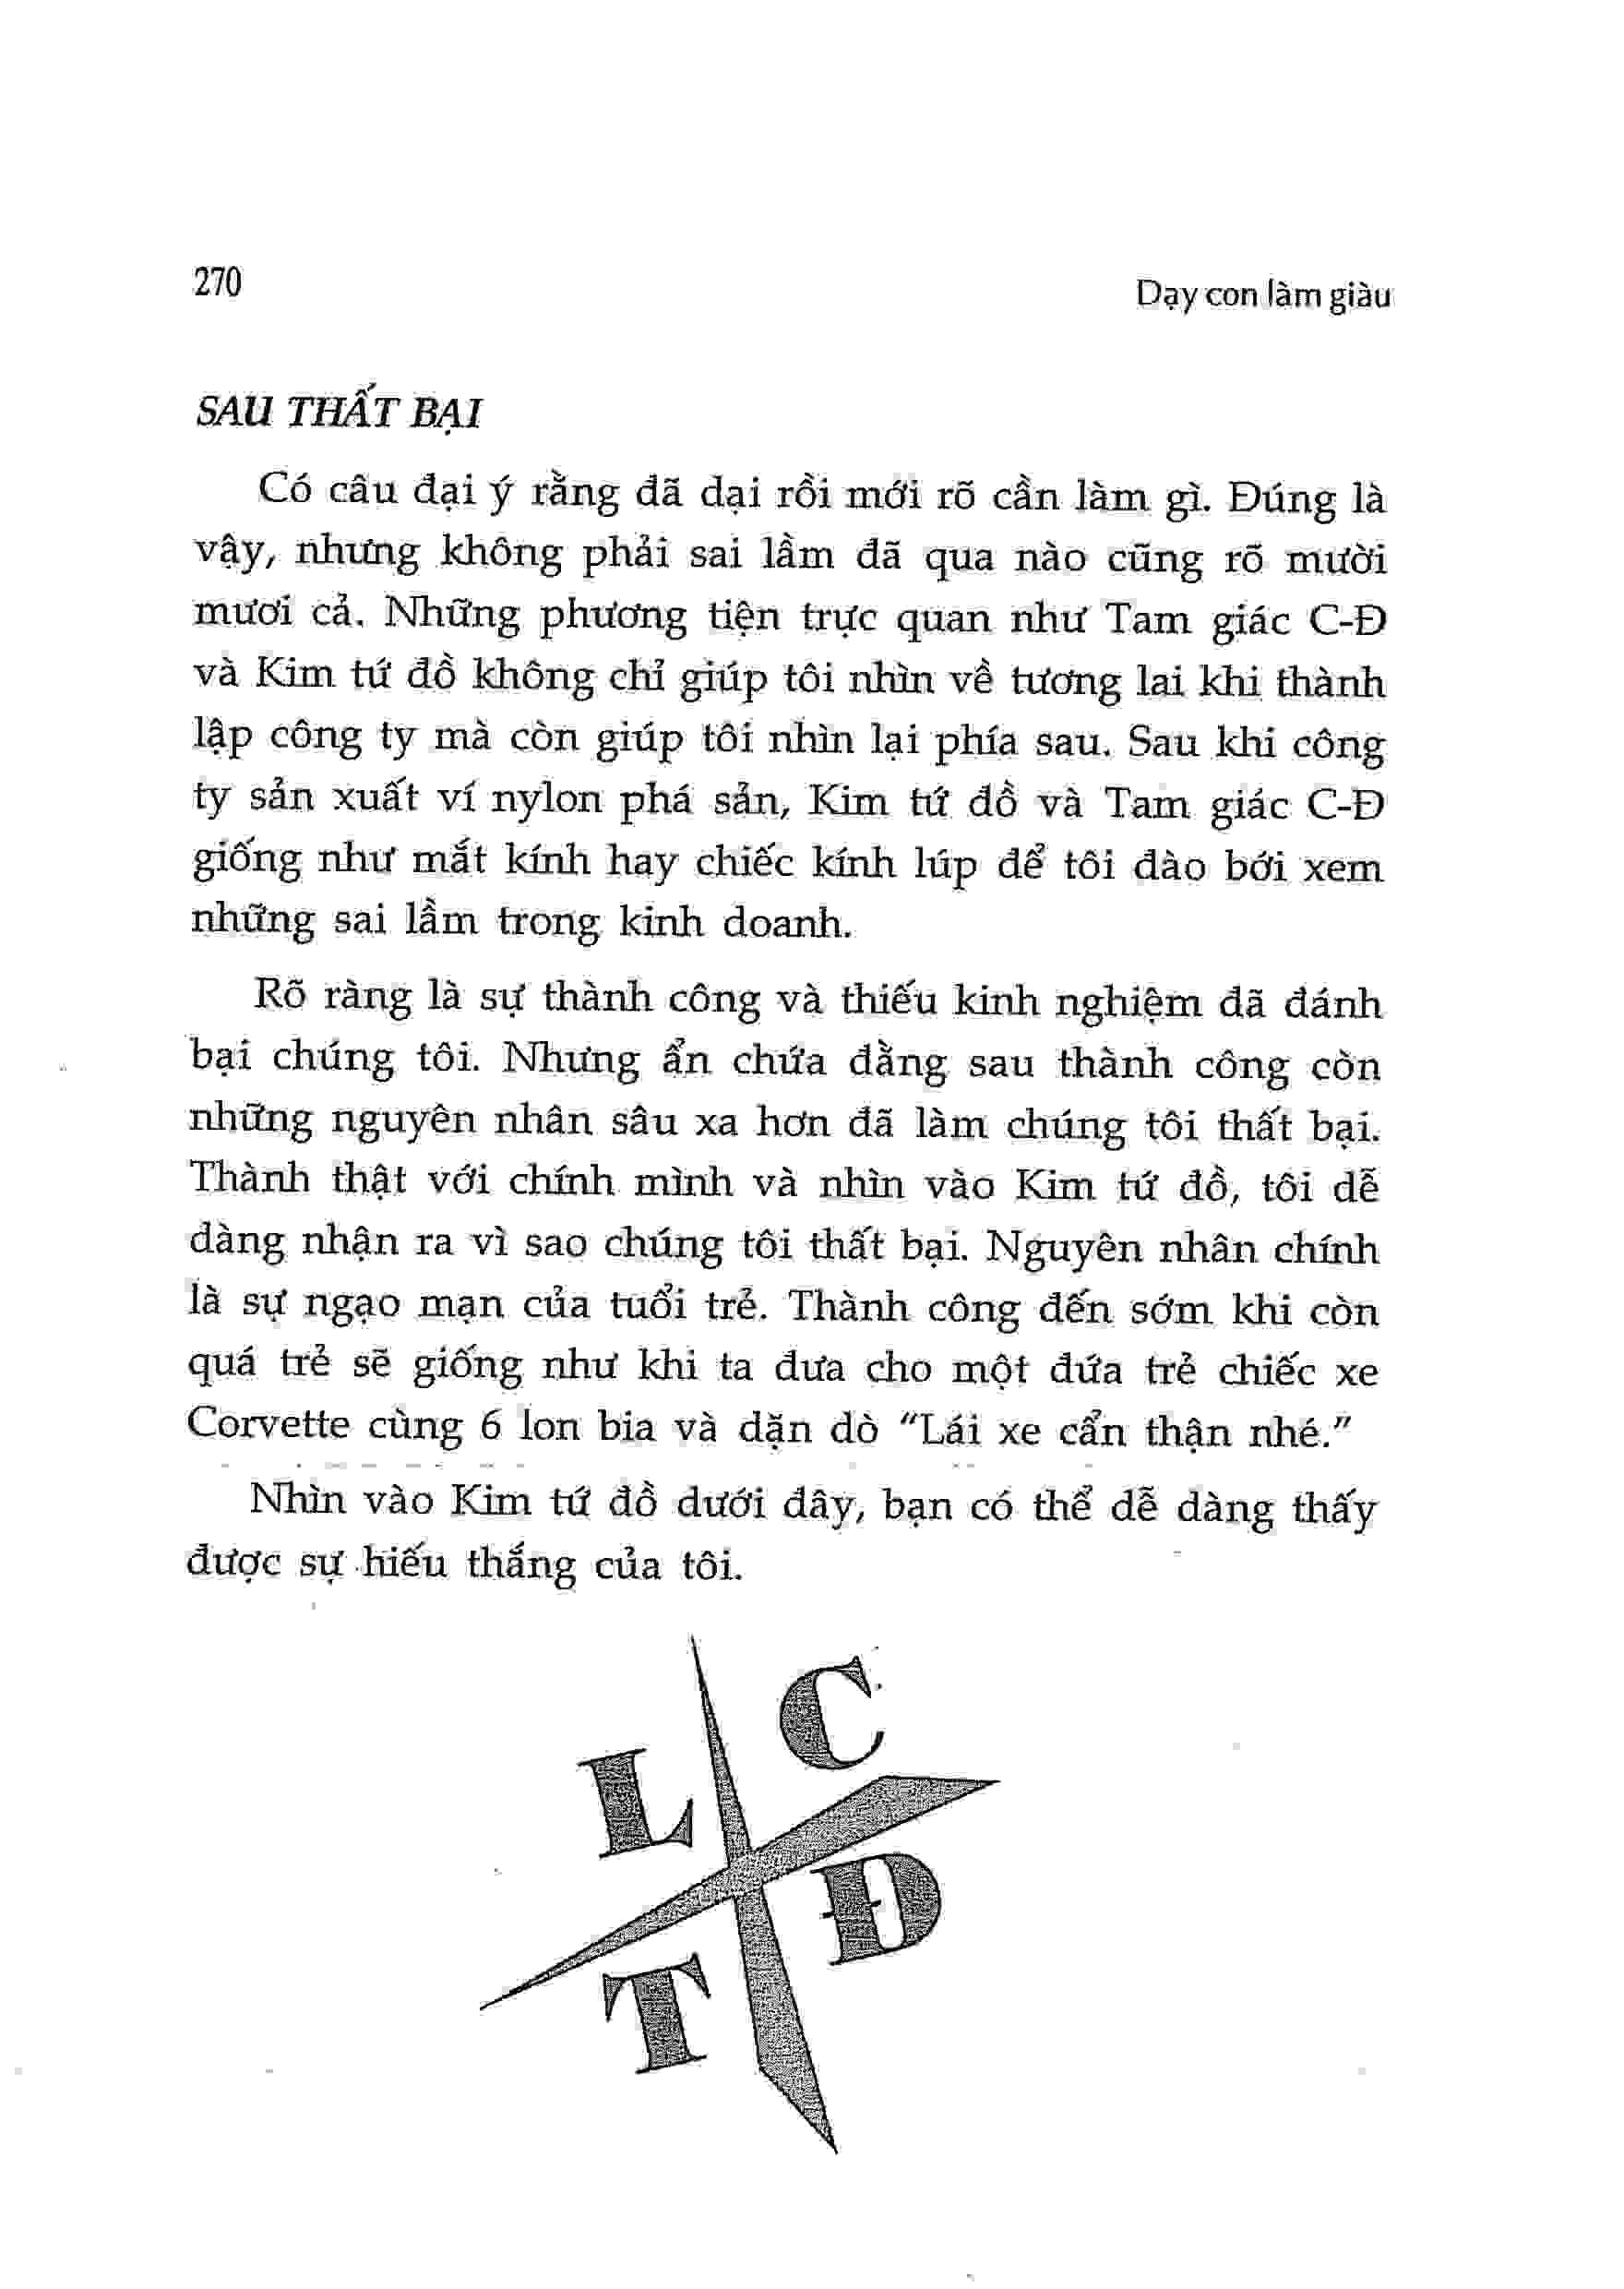 270
Dạy con làm giàu
SAU THẤT BẠI
Có câu đại ý rằng đã dại rồi mới rõ cần làm gì. Đúng là
vậy, nhưng không phải sai lầm đã qua nào cũng rõ mười
mươi cả. Những phương tiện trực quan như Tam giác C-Đ
và Kim tứ đồ không chỉ giúp tôi nhìn về tương lai khi thành
lập công ty mà còn giúp tôi nhìn lại phía sau. Sau khi công
ty sản xuất ví nylon phá sản, Kim tứ đồ và Tam giác C-Đ
giống như mắt kính hay chiếc kính lúp để tôi đào bới xem
những sai lầm trong kinh doanh.
Rõ ràng là sự thành công và thiếu kinh nghiệm đã đánh
bại chúng tôi. Nhưng ẩn chứa đằng sau thành công còn
những nguyên nhân sâu xa hơn đã làm chúng tôi thất bại.
Thành thật với chính mình và nhìn vào Kim tứ đồ, tôi dễ
dàng nhận ra vì sao chúng tôi thất bại. Nguyên nhân chính
là sự ngạo mạn của tuổi trẻ. Thành công đến sớm khi còn
quá trẻ sẽ giống như khi ta đưa cho một đứa trẻ chiếc xe
Corvette cùng 6 lon bia và dặn dò “Lái xe cẩn thận nhé.”
Nhìn vào Kim tứ đồ dưới đây, bạn có thể dễ dàng thấy
được sự hiếu thắng của tôi.
L C
T Đ